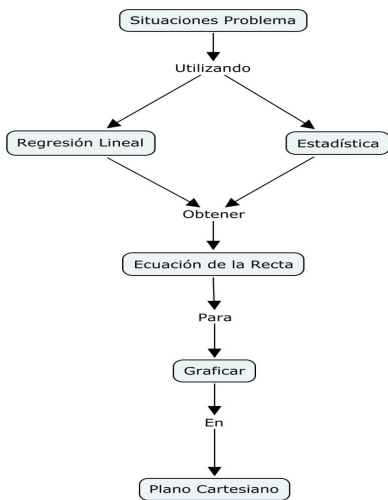 Situaciones Problema
Utilizando
Regresión Lineal
Estadística
Obtener
Ecuación de la Recta
Para
Graficar
En
Plano Cartesiano